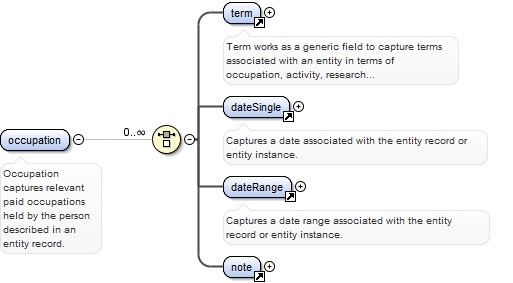 term
Term works as a generic field to capture terms
associated with an entity in terms of
occupation, activity, research...
dateSingle
Captures a date associated with the entity record or
entity instance.
occupation
0..∞
Occupation
captures relevant
paid occupations
held by the person
described in an
entity record.
dateRange
Captures a date range associated with the entity
record or entity instance.
note